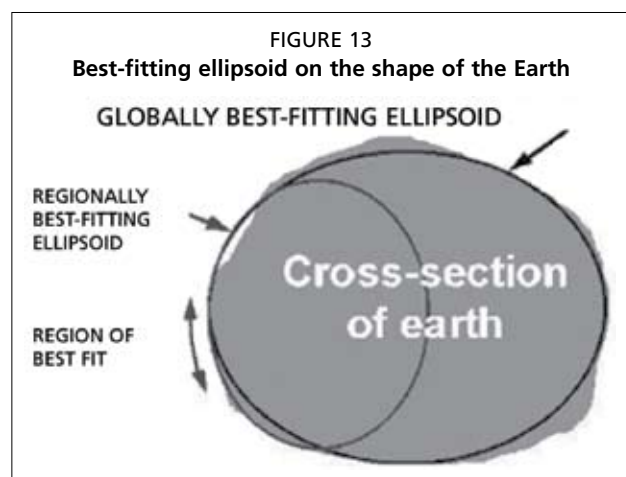 FIGURE 13
Best-fitting ellipsoid on the shape of the Earth
GLOBALLY BEST-FITTING ELLIPSOID
REGIONALLY
BEST-FITTING
ELLIPSOID
Cross-section
of earth
REGION OF
BEST FIT